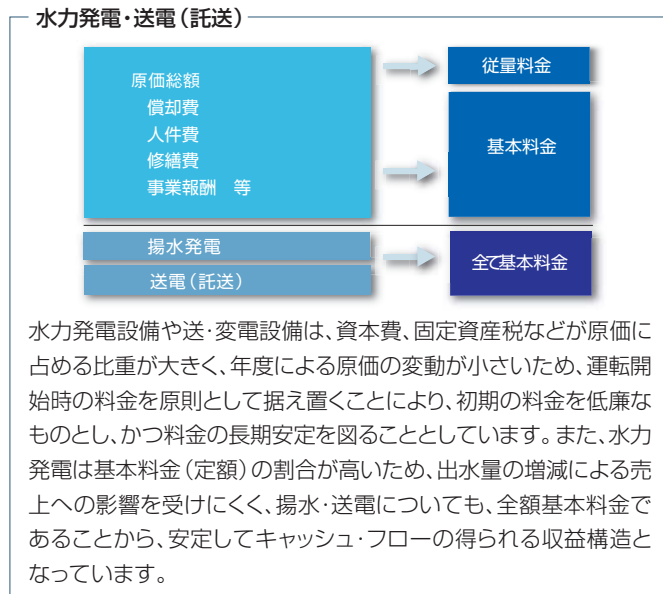 水力発電・送電（託送）
原価総額
償却費
人件費
修繕費
事業報酬　等
従量料金
基本料金
揚水発電
送電（託送）
全て基本料金
水力発電設備や送・変電設備は、資本費、固定資産税などが原価に
占める比重が大きく、年度による原価の変動が小さいため、運転開
始時の料金を原則として据え置くことにより、初期の料金を低廉な
ものとし、かつ料金の長期安定を図ることとしています。また、水力
発電は基本料金（定額）の割合が高いため、出水量の増減による売
上への影響を受けにくく、揚水・送電についても、全額基本料金で
あることから、安定してキャッシュ・フローの得られる収益構造と
なっています。